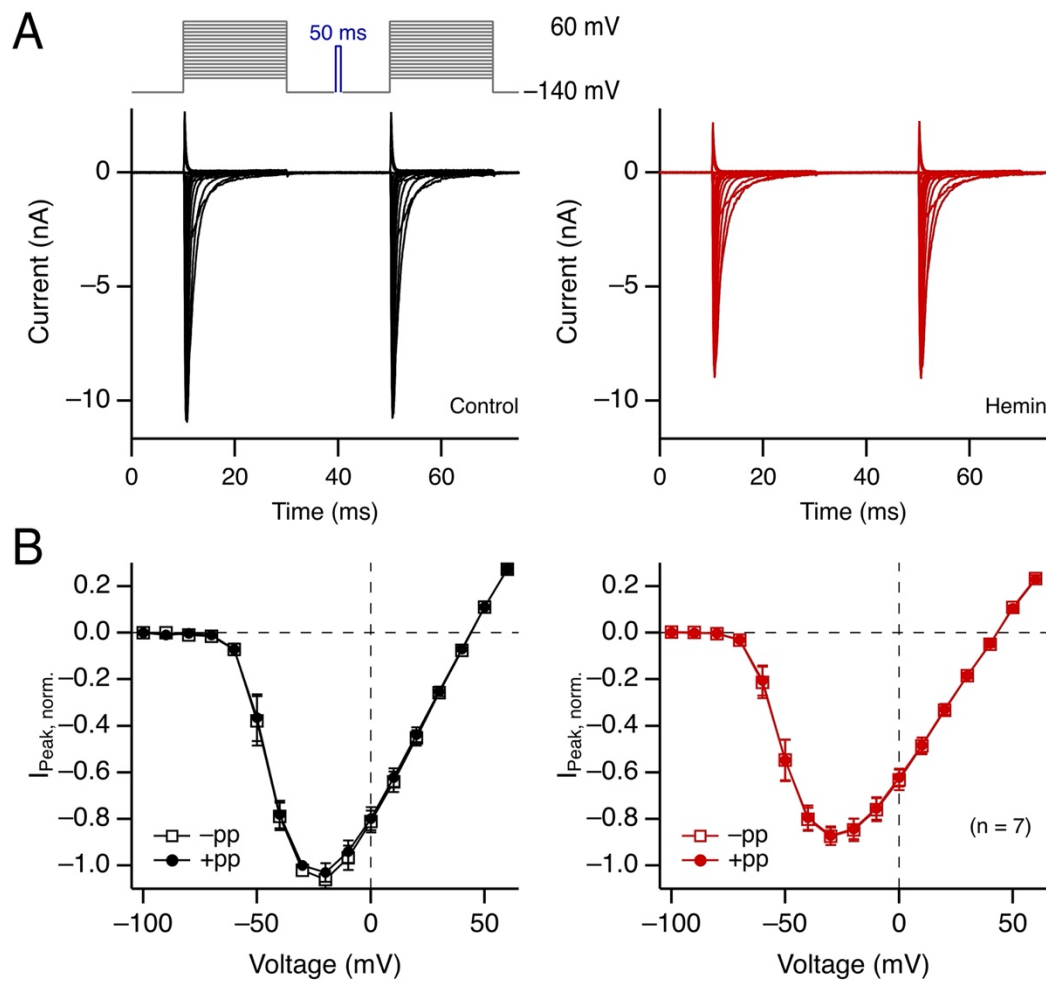 A
50 ms
60 mV
−140 mV
0
−5
−10
Current (nA)
Control
0 20 40 60
Time (ms)
0
−5
−10
Current (nA)
Hemin
0 20 40 60
Time (ms)
B
0.2
0.0
−0.2
−0.4
−0.6
−0.8
−1.0
IPeak, norm.
−pp
+pp
−100 −50 0 50
Voltage (mV)
0.2
0.0
−0.2
−0.4
−0.6
−0.8
−1.0
IPeak, norm.
−pp
+pp
(n = 7)
−100 −50 0 50
Voltage (mV)